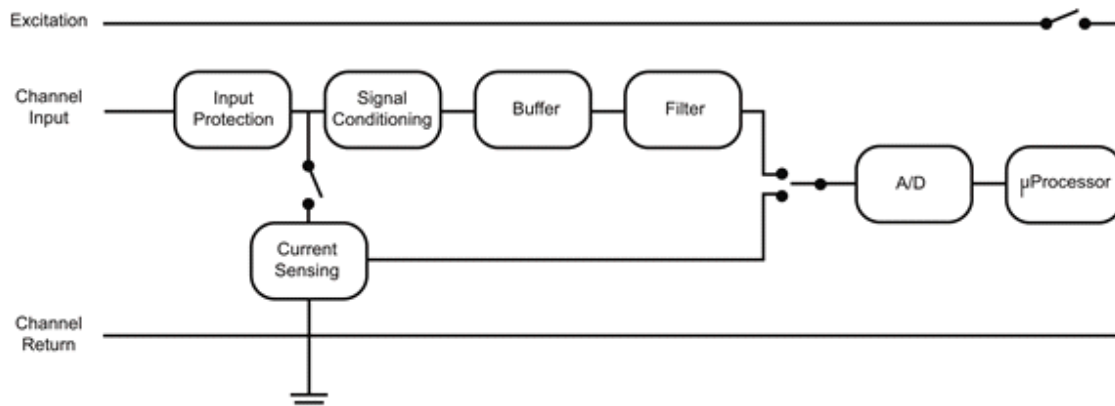 Excitation
Channel
Input
Input
Protection
Signal
Conditioning
Buffer
Filter
A/D
µProcessor
Current
Sensing
Channel
Return